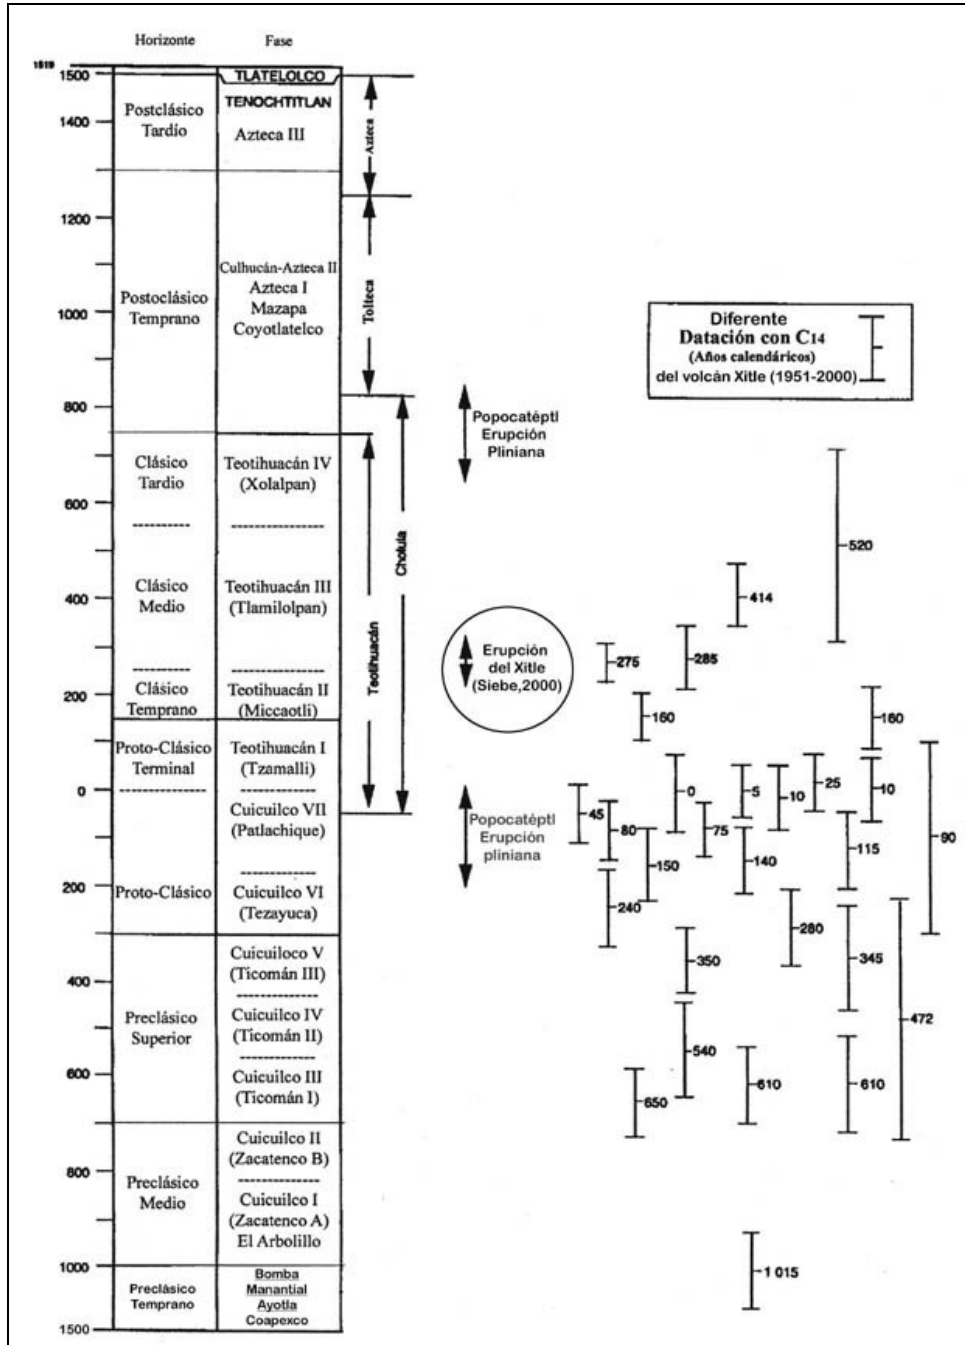 Horizonte Fase
1519
1500
1400
1200
1000
800
600
400
200
0
200
400
600
800
1000
1500
TLATELOLCO
TENOCHTITLAN
Postclásico
Tardío
Azteca III
Postoclásico
Temprano
Culhucán-Azteca II
Azteca I
Mazapa
Coyotlatelco
Clásico
Tardio
Teotihuacán IV
(Xolalpan)
Clásico
Medio
Teotihuacán III
(Tlamilolpan)
Clásico
Temprano
Teotihuacán II
(Miccaotli)
Proto-Clásico
Terminal
Teotihuacán I
(Tzamalli)
Cuicuilco VII
(Patlachique)
Proto-Clásico
Cuicuilco VI
(Tezayuca)
Cuicuiloco V
(Ticomán III)
Preclásico
Superior
Cuicuilco IV
(Ticomán II)
Cuicuilco III
(Ticomán I)
Cuicuilco II
(Zacatenco B)
Preclásico
Medio
Cuicuilco I
(Zacatenco A)
El Arbolillo
Preclásico
Temprano
Bomba
Manantial
Ayotla
Coapexco
Azteca
Tolteca
Teotihuacán
Cholula
Popocatéptl
Erupción
Pliniana
Erupción
del Xitle
(Siebe,2000)
Popocatéptl
Erupción
pliniana
Diferente
Datación con C14
(Años calendáricos)
del volcán Xitle (1951-2000)
520
414
275
285
160
160
45
80
0
75
5
10
25
10
90
150
140
115
240
280
350
345
472
540
650
610
610
1 015